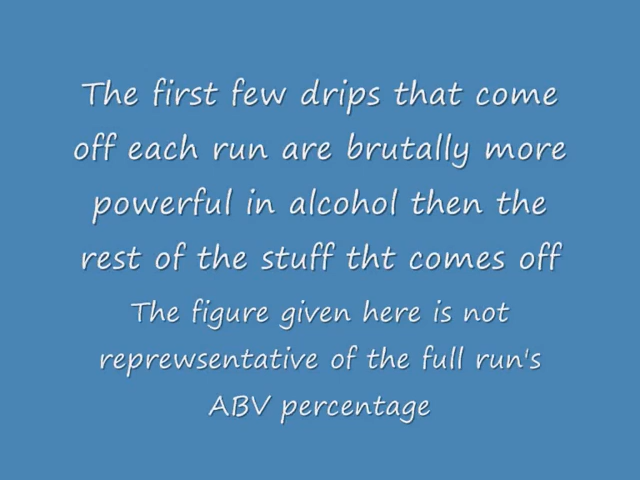 The first few drips that come
off each run are brutally more
powerful in alcohol then the
rest of the stuff tht comes off
The figure given here is not
reprewsentative of the full run's
ABV percentage